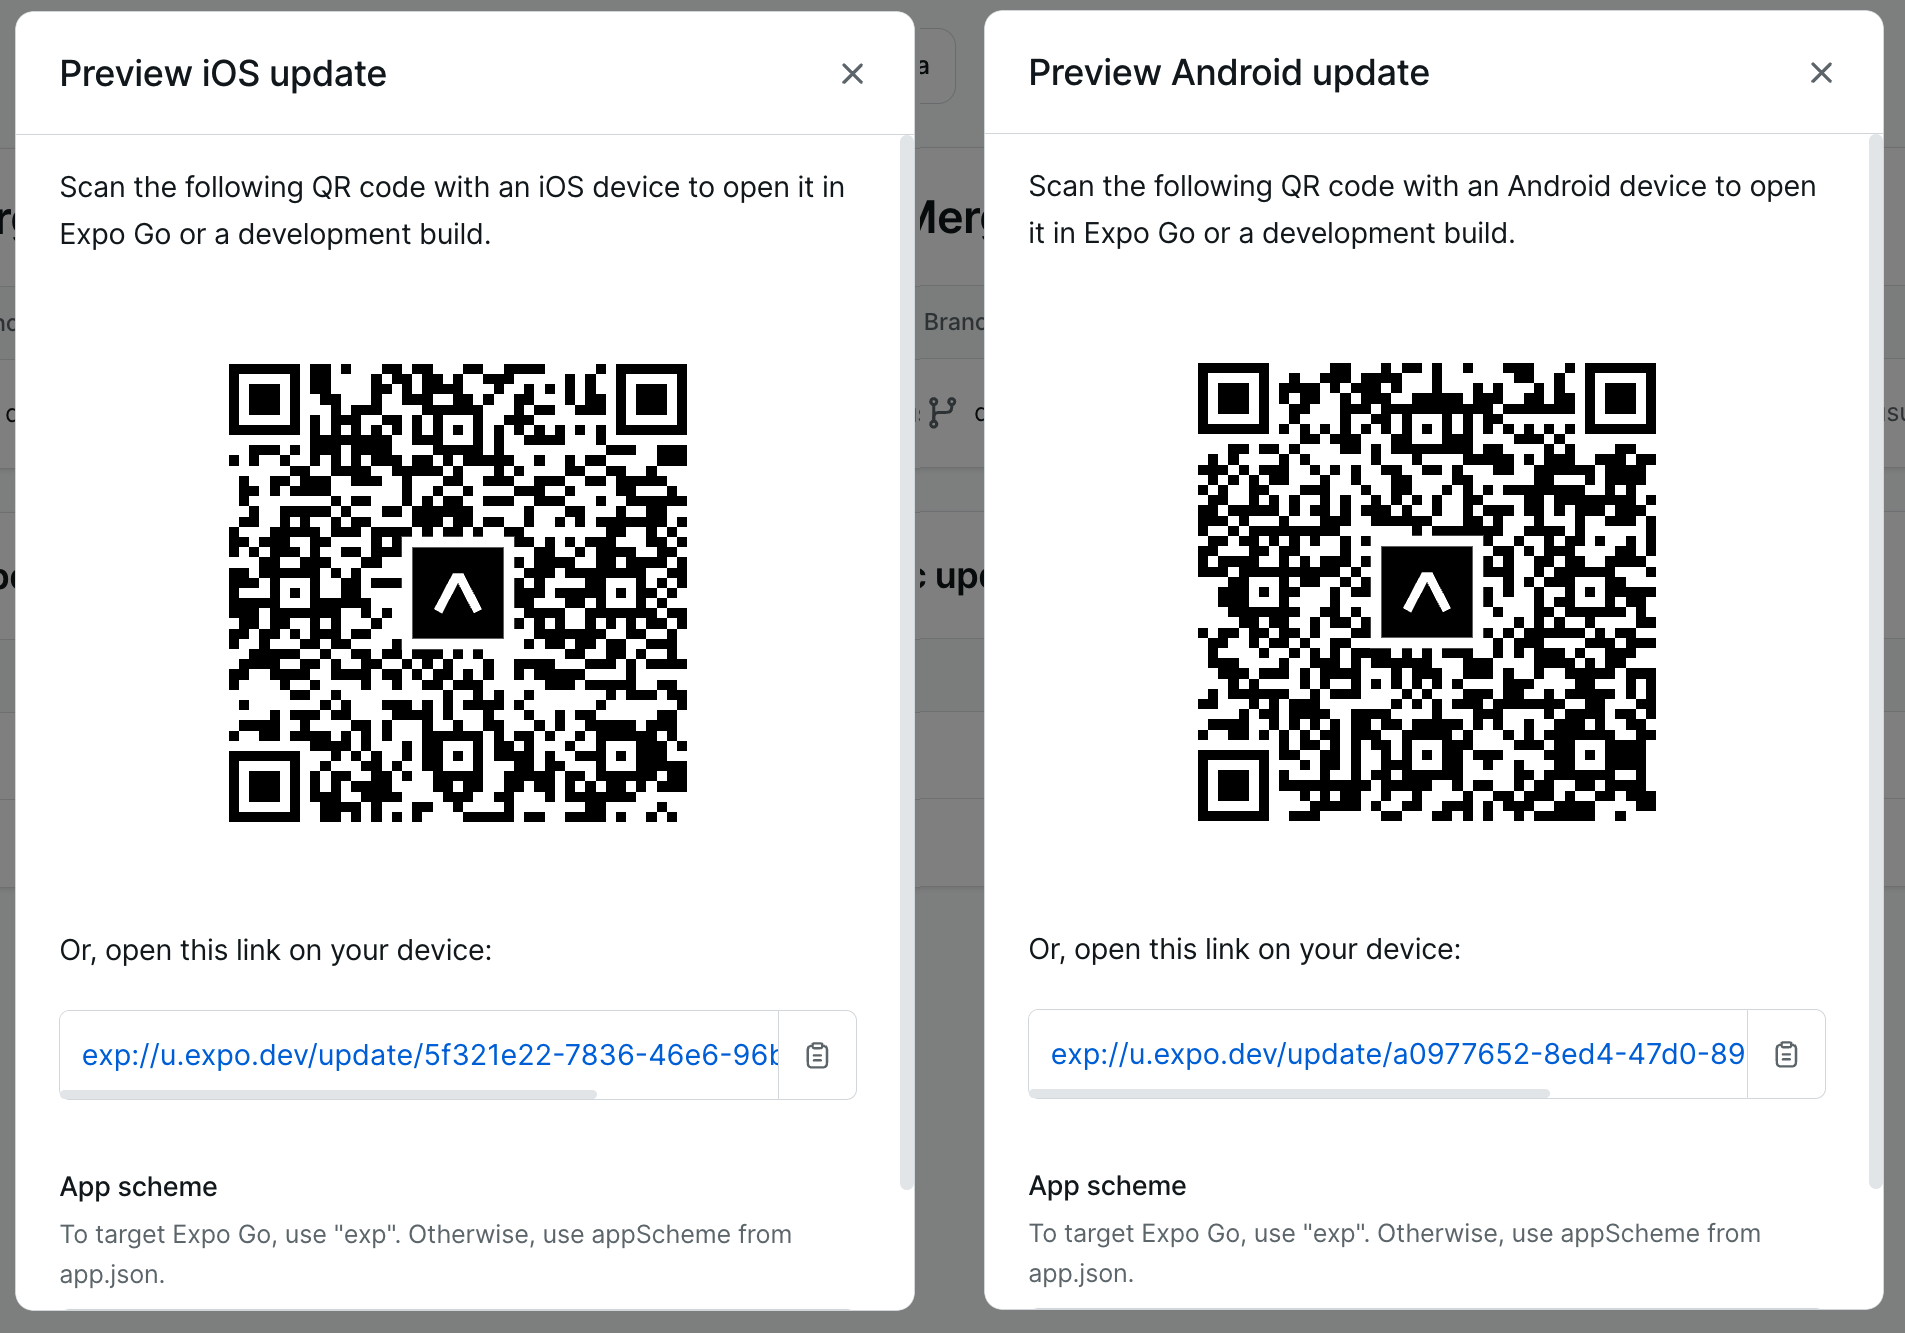 Preview iOS update
Scan the following QR code with an iOS device to open it in
Expo Go or a development build.
Or, open this link on your device:
exp://u.expo.dev/update/5f321e22-7836-46e6-96b
App scheme
To target Expo Go, use "exp". Otherwise, use appScheme from
app.json.
Preview Android update
Scan the following QR code with an Android device to open
it in Expo Go or a development build.
Branc
Or, open this link on your device:
exp://u.expo.dev/update/a0977652-8ed4-47d0-89
App scheme
To target Expo Go, use "exp". Otherwise, use appScheme from
app.json.